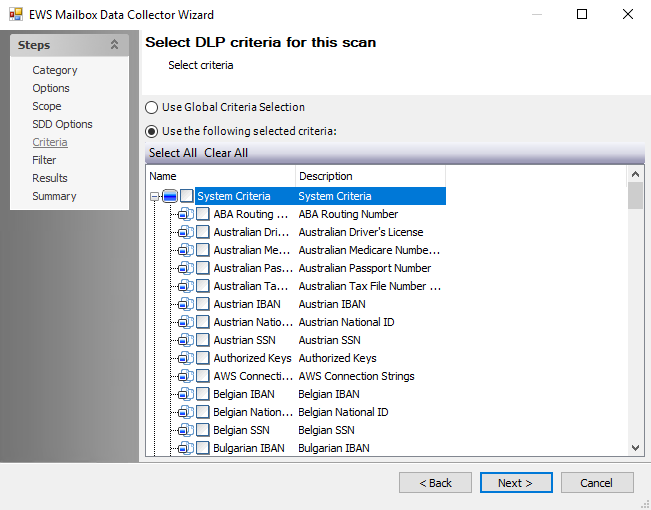 EWS Mailbox Data Collector Wizard
Steps
Category
Options
Scope
SDD Options
Criteria
Filter
Results
Summary
Select DLP criteria for this scan
Select criteria
Use Global Criteria Selection
Use the following selected criteria:
Select All Clear All
Name Description
System Criteria System Criteria
ABA Routing ... ABA Routing Number
Australian Dri... Australian Driver's License
Australian Me... Australian Medicare Numbe...
Australian Pas... Australian Passport Number
Australian Ta... Australian Tax File Number ...
Austrian IBAN Austrian IBAN
Austrian Natio... Austrian National ID
Austrian SSN Austrian SSN
Authorized Keys Authorized Keys
AWS Connecti... AWS Connection Strings
Belgian IBAN Belgian IBAN
Belgian Nation... Belgian National ID
Belgian SSN Belgian SSN
Bulgarian IBAN Bulgarian IBAN
< Back Next > Cancel